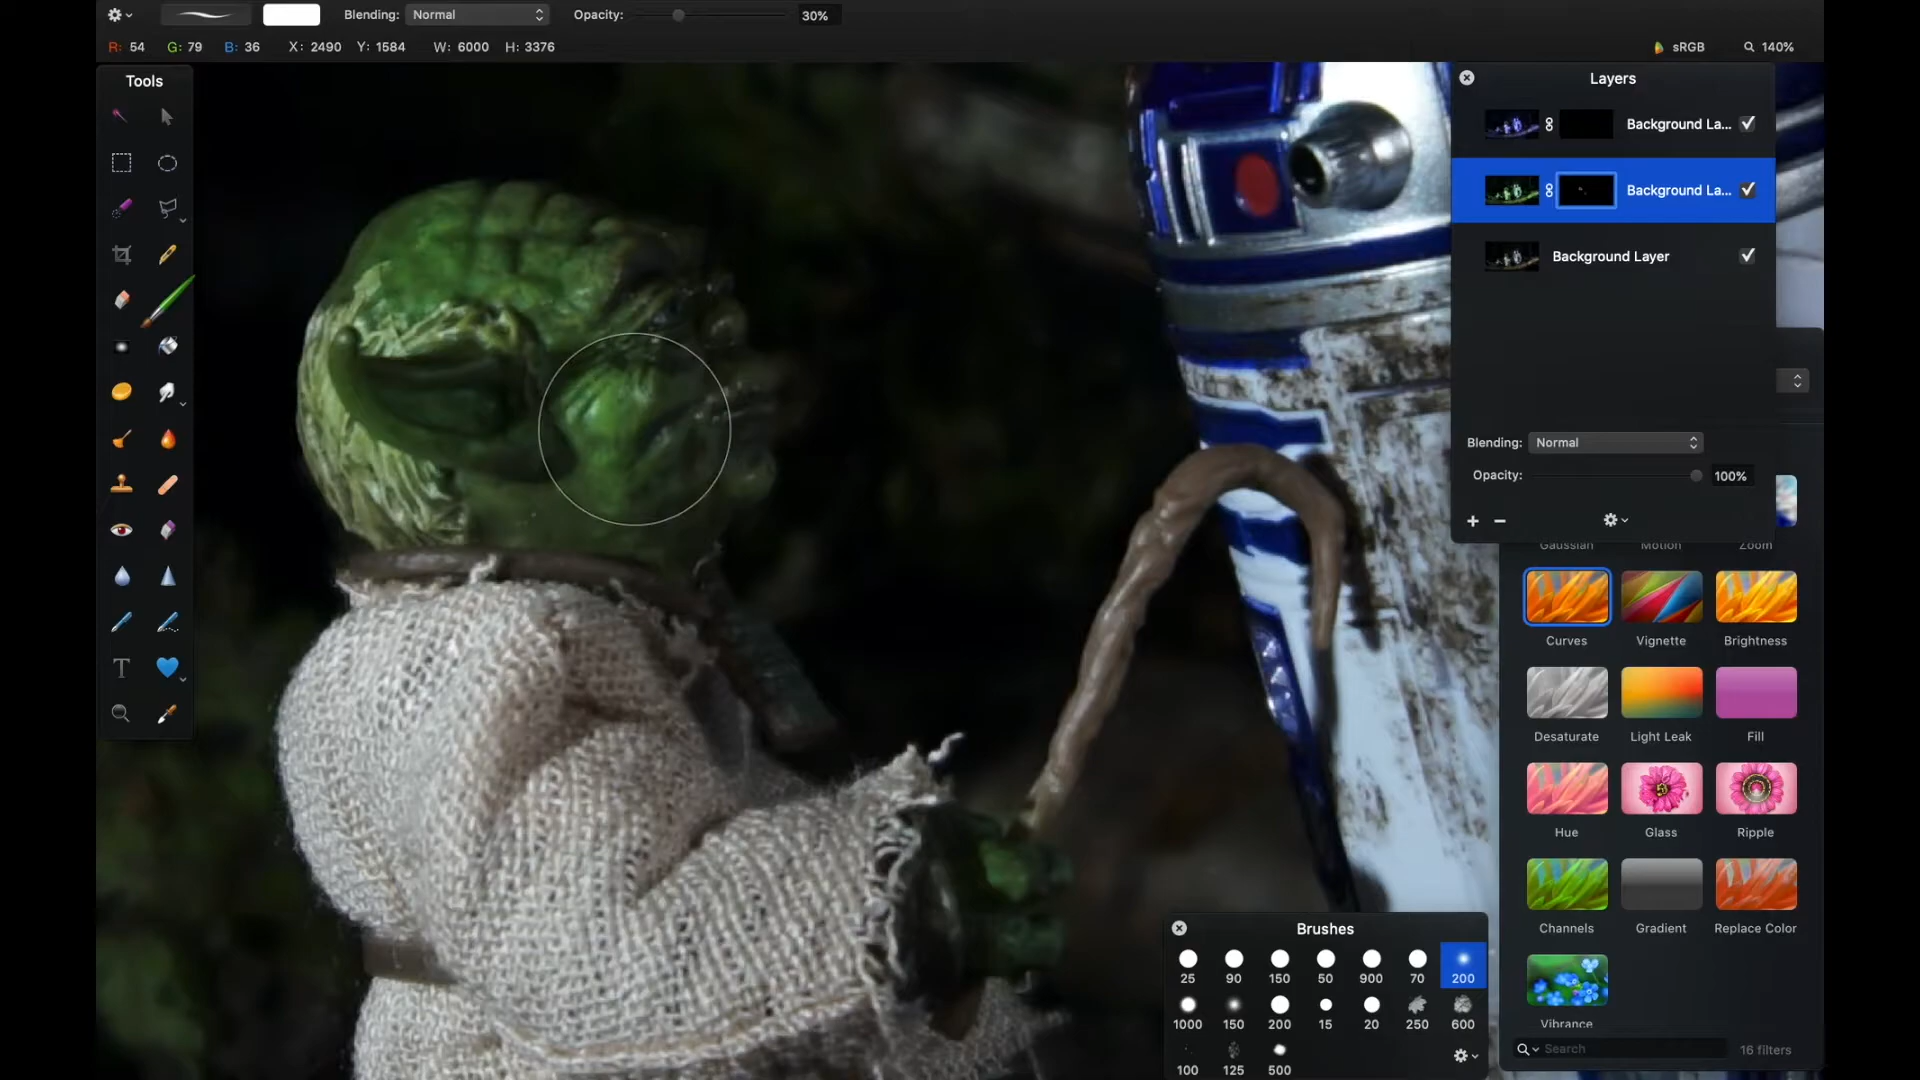 Blending: Normal Opacity: 30%
R: 54 G: 79 B: 36 X: 2490 Y: 1584 W: 6000 H: 3376 sRGB 140%
Tools
T
Layers
Background La...
Background La...
Background Layer
Blending: Normal
Opacity: 100%
Gaussian Motion Zoom
Curves Vignette Brightness
Desaturate Light Leak Fill
Hue Glass Ripple
Channels Gradient Replace Color
Vibrance
Search 16 filters
Brushes
25 90 150 50 900 70 200
1000 150 200 15 20 250 600
100 125 500